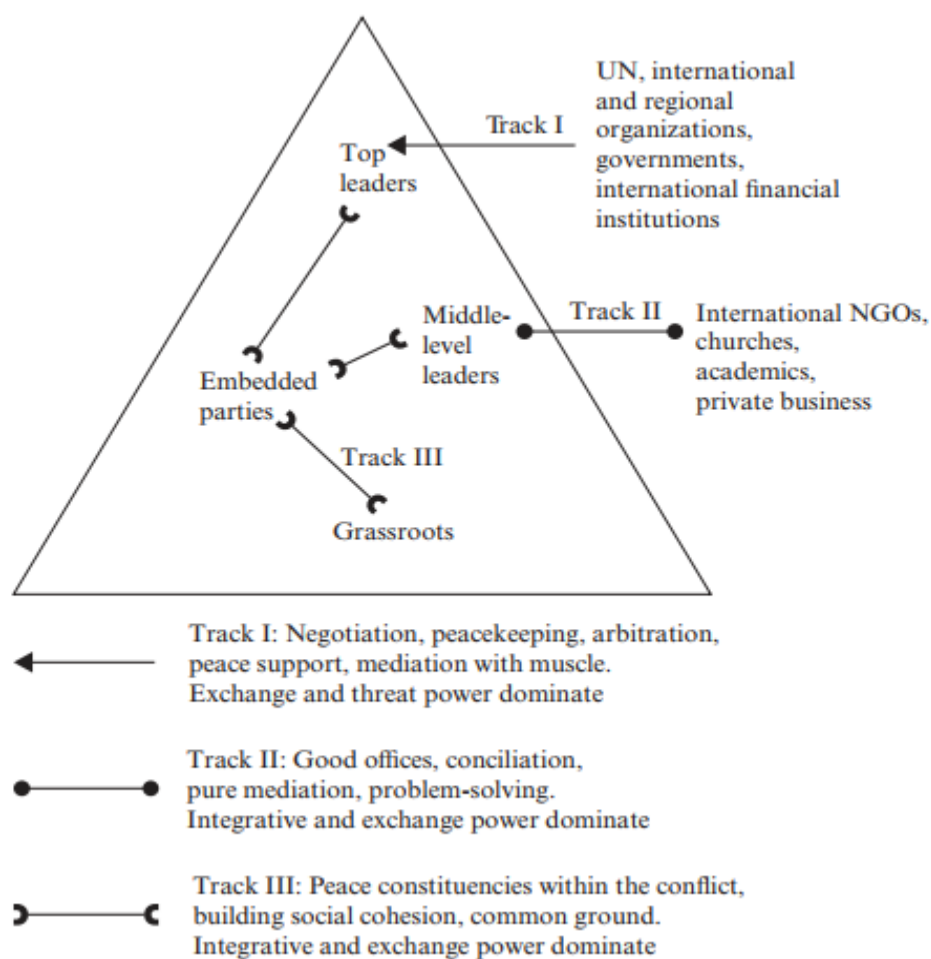 UN, international
and regional
organizations,
governments,
international financial
institutions
Track I
Top
leaders
Middle-
level
leaders
Track II
International NGOs,
churches,
academics,
private business
Embedded
parties
Track III
Grassroots
Track I: Negotiation, peacekeeping, arbitration,
peace support, mediation with muscle.
Exchange and threat power dominate
Track II: Good offices, conciliation,
pure mediation, problem-solving.
Integrative and exchange power dominate
Track III: Peace constituencies within the conflict,
building social cohesion, common ground.
Integrative and exchange power dominate